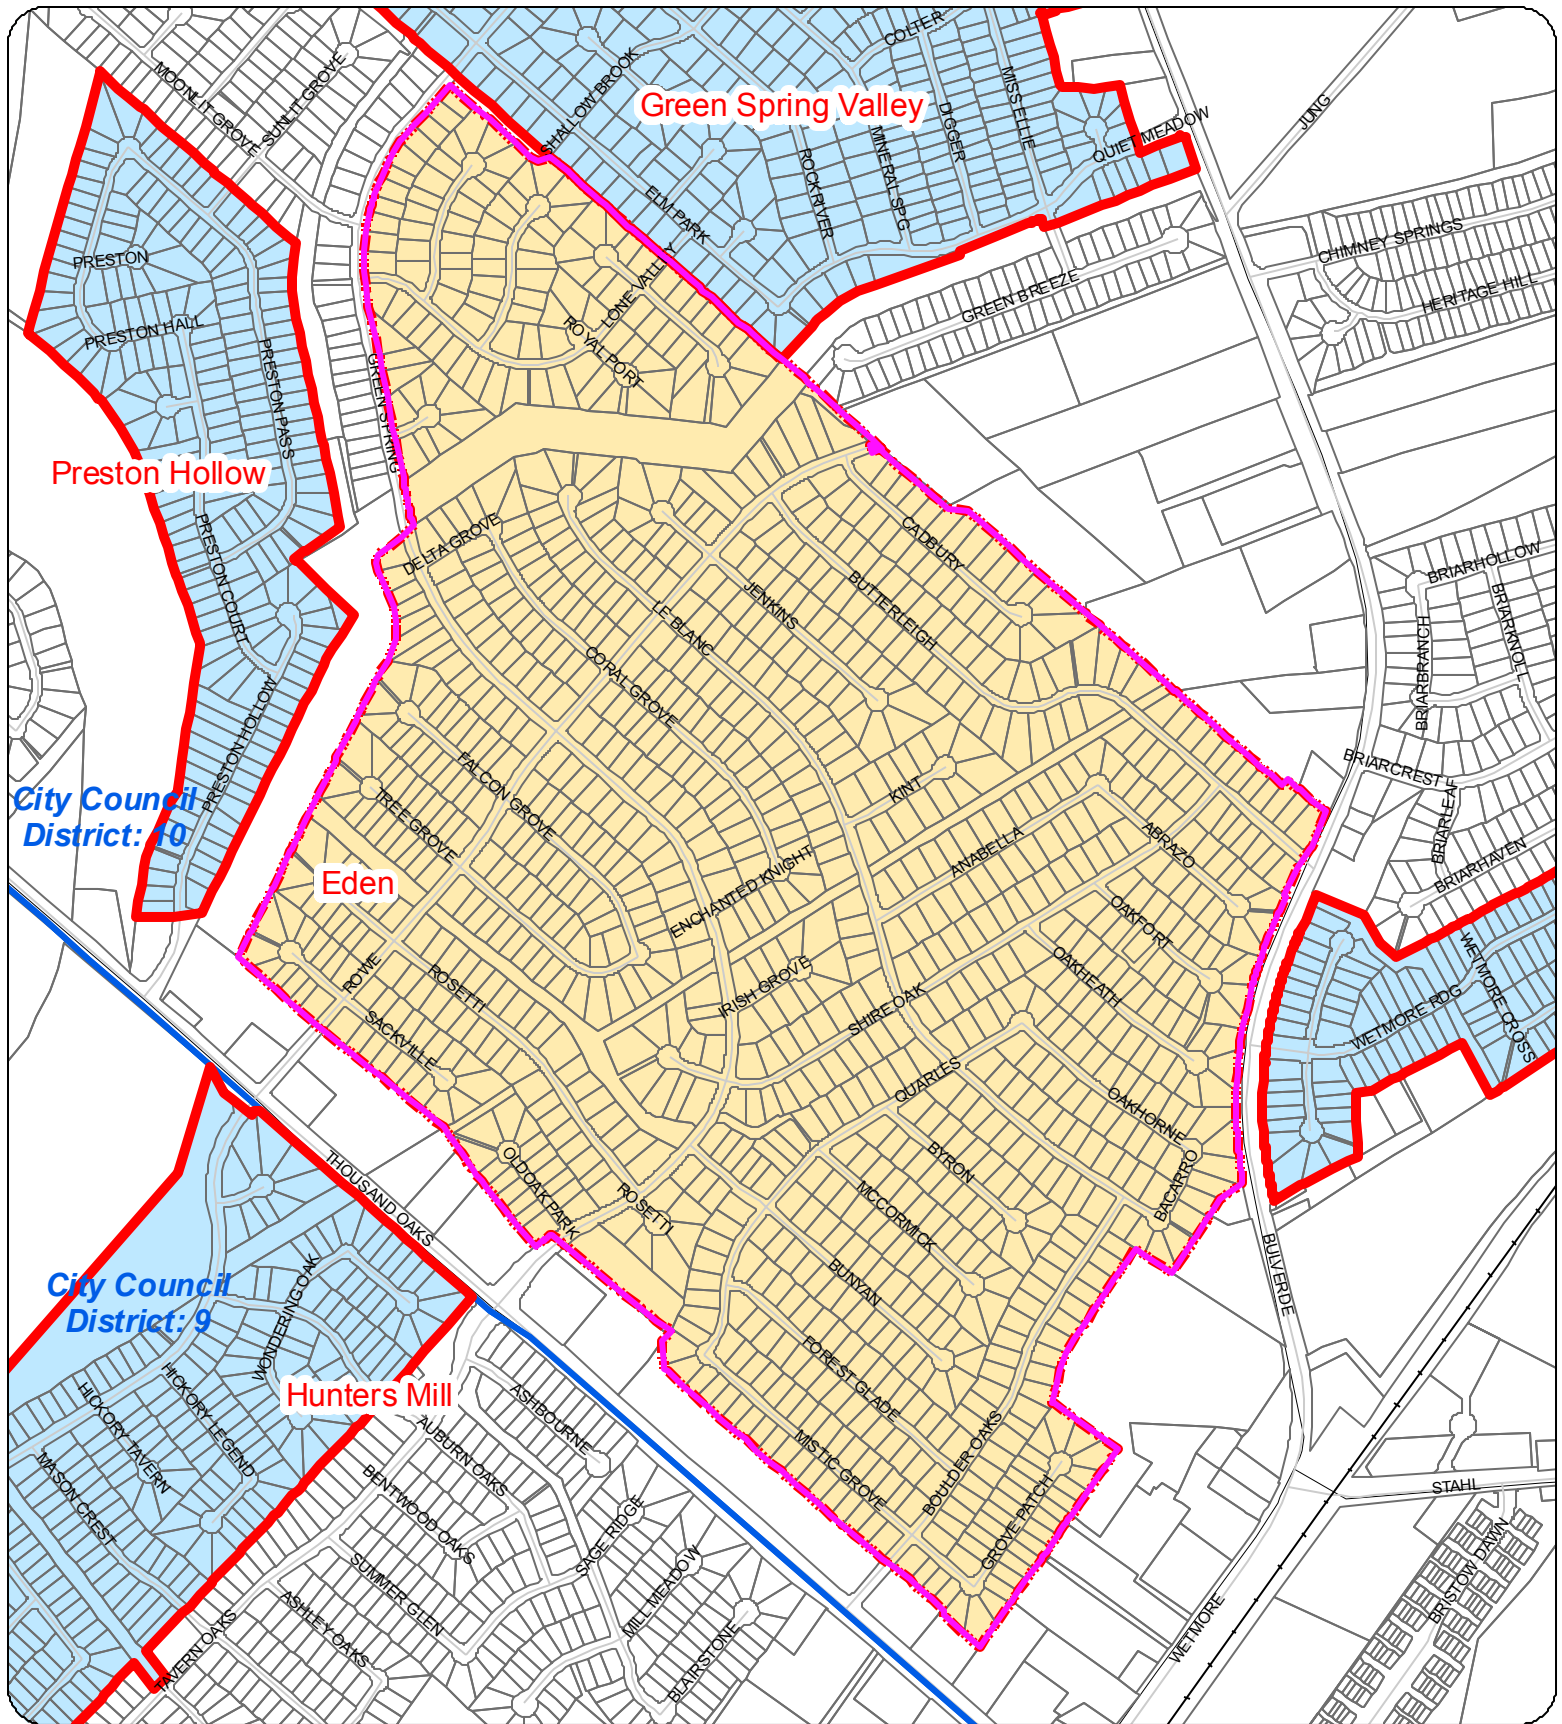 COLTER
MOONLIT GROVE
SUNLIT GROVE
SHALLOW BROOK
Green Spring Valley
MISS ELLIE
DIGGER
MINERAL SPG
ROCKRIVER
QUIET MEADOW
JUNG
ELM PARK
PRESTON
CHIMNEY SPRINGS
LONE VALLEY
GREEN BREEZE
HERITAGE HILL
PRESTON HALL
ROYAL PORT
PRESTON PASS
GREEN SPRING
Preston Hollow
DELTA GROVE
CADBURY
BRIARHOLLOW
PRESTON COURT
JENKINS
BUTTERLEIGH
LE BLANC
BRIARKNOLL
BRIARBRANCH
CORAL GROVE
PRESTON HOLLOW
BRIARCREST
City Council
District: 10
FALCON GROVE
TREE GROVE
KINT
ANABELLA
ABRAZO
BRIARLEAF
BRIARHAVEN
Eden
ENCHANTED KNIGHT
OAKFORT
ROWE
ROSETTI
IRISH GROVE
SHIRE OAK
OAKHEATH
WETMORE RDG
WETMORE CROSS
SACKVILLE
QUARLES
OAKHORNE
THOUSAND OAKS
OLD OAK PARK
ROSETTI
BYRON
MCCORMICK
BACARRO
BULVERDE
City Council
District: 9
WONDERING OAK
BUNYAN
HICKORY LEGEND
HICKORY TAVERN
Hunters Mill
FOREST GLADE
ASHBOURNE
AUBURN OAKS
MASON CREST
BENTWOOD OAKS
MISTIC GROVE
BOULDER OAKS
GROVE PATCH
STAHL
SAGE RIDGE
SUMMER GLEN
MILL MEADOW
BRISTOW DAWN
ASHLEY OAKS
TAVERN OAKS
BLAIRSTONE
WETMORE